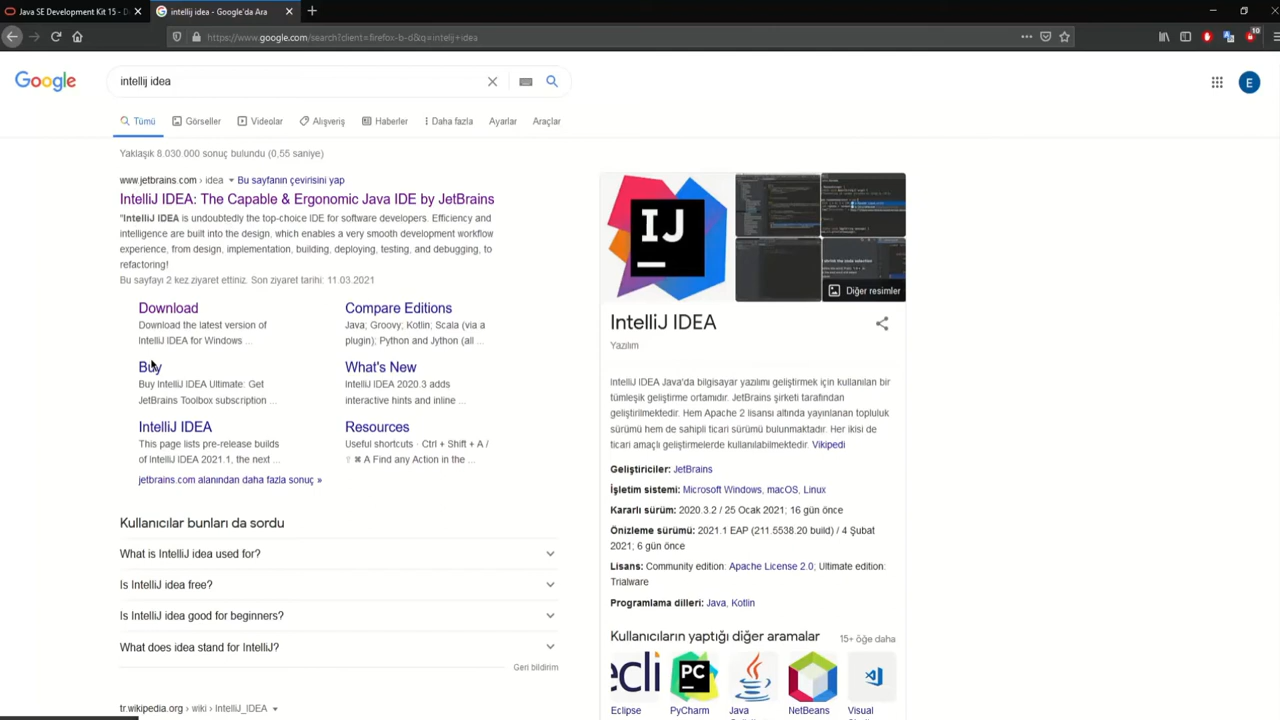 Java SE Development Kit 15 - D
intellij idea - Google'da Ara
https://www.google.com/search?client=firefox-b-d&q=intelij+idea
10
Google
intellij idea
E
Tümü
Görseller
Videolar
Alışveriş
Haberler
Daha fazla
Ayarlar
Araçlar
Yaklaşık 8.030.000 sonuç bulundu (0,55 saniye)
www.jetbrains.com › idea ▾ Bu sayfanın çevirisini yap
IntelliJ IDEA: The Capable & Ergonomic Java IDE by JetBrains
"IntelliJ IDEA is undoubtedly the top-choice IDE for software developers. Efficiency and
intelligence are built into the design, which enables a very smooth development workflow
experience, from design, implementation, building, deploying, testing, and debugging, to
refactoring!
Bu sayfayı 2 kez ziyaret ettiniz. Son ziyaret tarihi: 11.03.2021
Download
Download the latest version of
IntelliJ IDEA for Windows ...
Compare Editions
Java; Groovy; Kotlin; Scala (via a
plugin); Python and Jython (all ...
Buy
Buy IntelliJ IDEA Ultimate: Get
JetBrains Toolbox subscription ...
What's New
IntelliJ IDEA 2020.3 adds
interactive hints and inline ...
IntelliJ IDEA
This page lists pre-release builds
of IntelliJ IDEA 2021.1, the next ...
Resources
Useful shortcuts · Ctrl + Shift + A /
⇧ ⌘ A Find any Action in the ...
jetbrains.com alanından daha fazla sonuç »
Kullanıcılar bunları da sordu
What is IntelliJ idea used for?
Is IntelliJ idea free?
Is IntelliJ idea good for beginners?
What does idea stand for IntelliJ?
Geri bildirim
tr.wikipedia.org › wiki › IntelliJ_IDEA ▾
IJ
Diğer resimler
IntelliJ IDEA
Yazılım
IntelliJ IDEA Java'da bilgisayar yazılımı geliştirmek için kullanılan bir
tümleşik geliştirme ortamıdır. JetBrains şirketi tarafından
geliştirilmektedir. Hem Apache 2 lisansı altında yayınlanan topluluk
sürümü hem de sahipli ticari sürümü bulunmaktadır. Her ikisi de
ticari amaçlı geliştirmelerde kullanılabilmektedir. Vikipedi
Geliştiriciler: JetBrains
İşletim sistemi: Microsoft Windows, macOS, Linux
Kararlı sürüm: 2020.3.2 / 25 Ocak 2021; 16 gün önce
Önizleme sürümü: 2021.1 EAP (211.5538.20 build) / 4 Şubat
2021; 6 gün önce
Lisans: Community edition: Apache License 2.0; Ultimate edition:
Trialware
Programlama dilleri: Java, Kotlin
Kullanıcıların yaptığı diğer aramalar
15+ öğe daha
ecli
PC
Java
Eclipse
PyCharm
Java
NetBeans
Visual